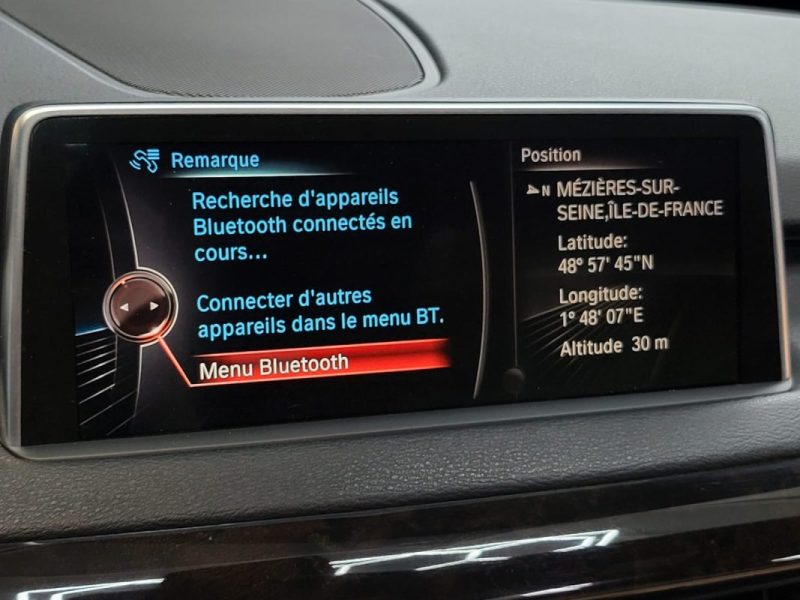 Remarque
Recherche d'appareils
Bluetooth connectés en
cours...
Connecter d'autres
appareils dans le menu BT.
Menu Bluetooth
Position
N MÉZIÈRES-SUR-
SEINE,ÎLE-DE-FRANCE
Latitude:
48° 57' 45"N
Longitude:
1° 48' 07"E
Altitude 30 m